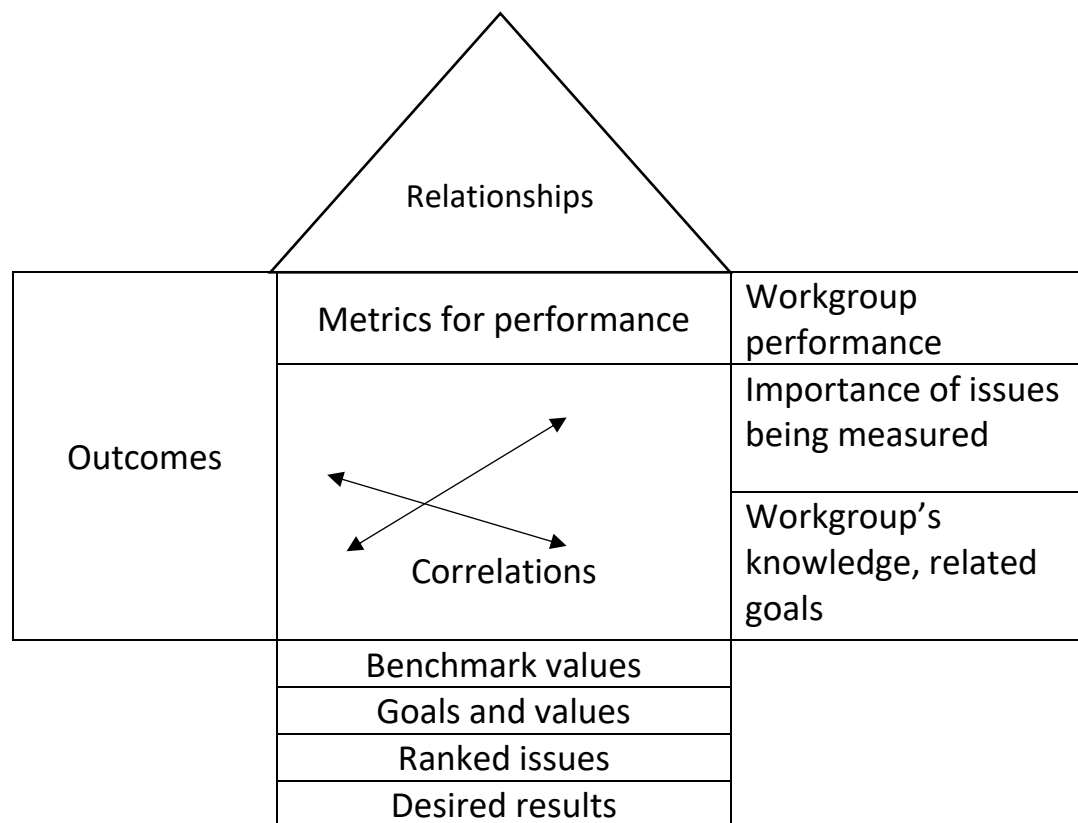 Relationships
Metrics for performance
Workgroup
performance
Outcomes
Importance of issues
being measured
Workgroup’s
knowledge, related
goals
Correlations
Benchmark values
Goals and values
Ranked issues
Desired results